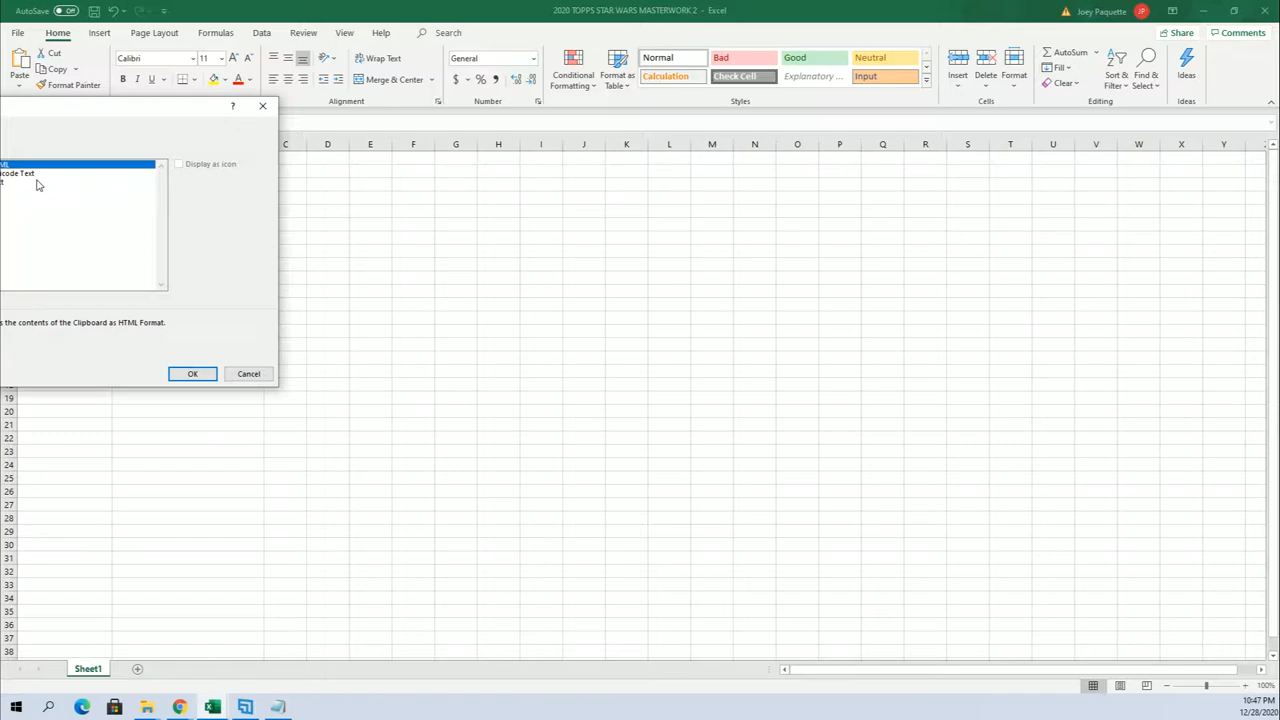 AutoSave Off 2020 TOPPS STAR WARS MASTERWORK 2 - Excel Joey Paquette JP
File Home Insert Page Layout Formulas Data Review View Help Search Share Comments
Paste Cut Copy Format Painter
Calibri 11 B I U A A A
Wrap Text Merge & Center
General $ % 9
Conditional Formatting Format as Table
Normal Bad Good Neutral
Calculation Check Cell Explanatory ... Input
Insert Delete Format
AutoSum Fill Clear Sort & Filter Find & Select Ideas
Alignment Number Styles Cells Editing Ideas
?
C D E F G H I J K L M N O P Q R S T U V W X Y
ML
icode Text
Display as icon
s the contents of the Clipboard as HTML Format.
OK Cancel
19
20
21
22
23
24
25
26
27
28
29
30
31
32
33
34
35
36
37
38
Sheet1
100%
10:47 PM
12/28/2020